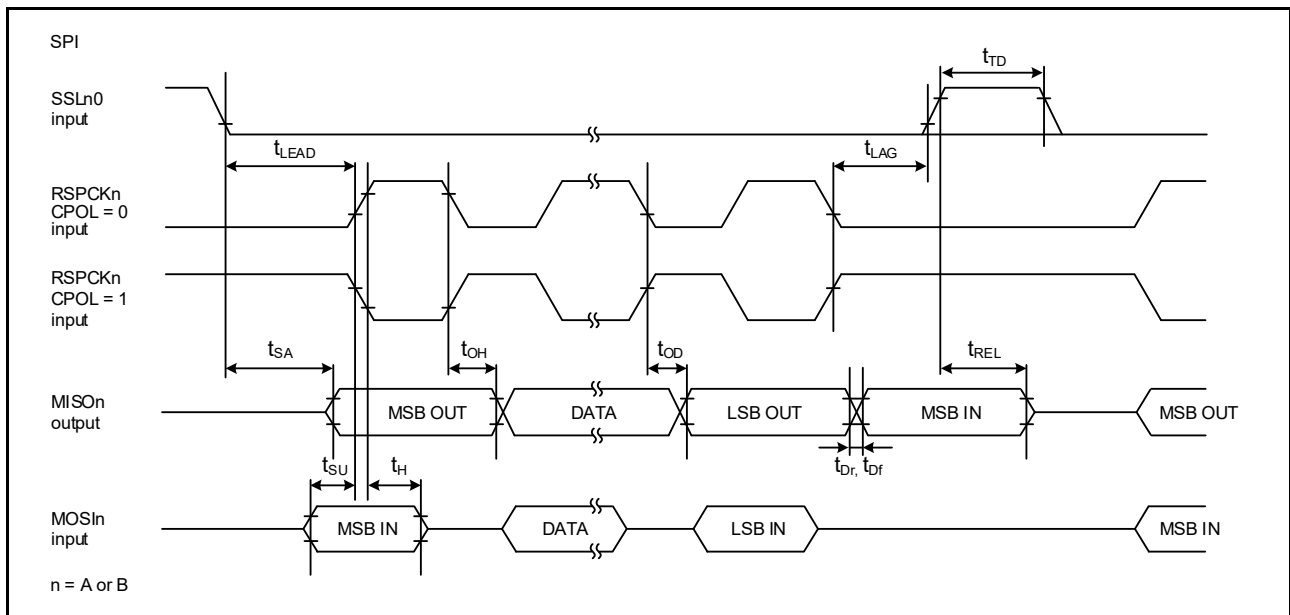 SPI
SSLn0
input
tTD
tLEAD
tLAG
RSPCKn
CPOL = 0
input
RSPCKn
CPOL = 1
input
tSA
tOH
tOD
tREL
MISOn
output
MSB OUT
DATA
LSB OUT
MSB IN
MSB OUT
tSU
tH
tDr, tDf
MOSIn
input
MSB IN
DATA
LSB IN
MSB IN
n = A or B